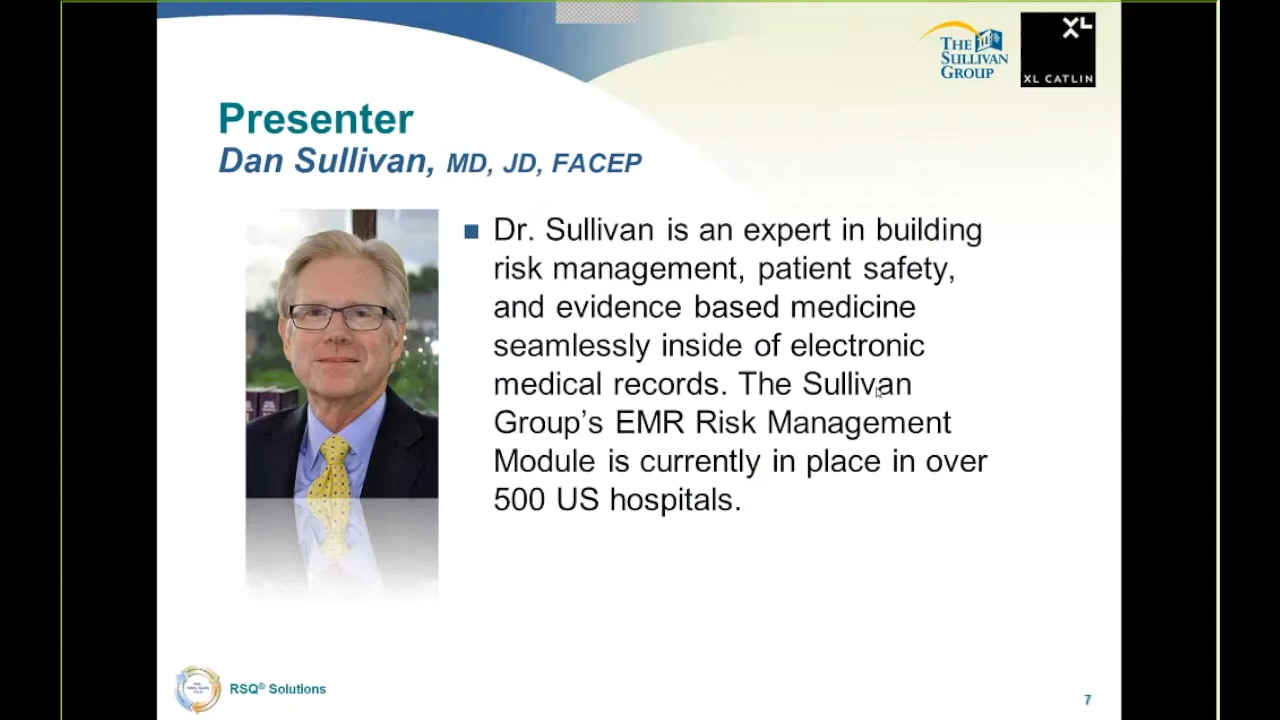 THE
SULLIVAN
GROUP
XL
XL CATLIN
Presenter
Dan Sullivan, MD, JD, FACEP
Dr. Sullivan is an expert in building
risk management, patient safety,
and evidence based medicine
seamlessly inside of electronic
medical records. The Sullivan
Group’s EMR Risk Management
Module is currently in place in over
500 US hospitals.
RSQ® Solutions
7